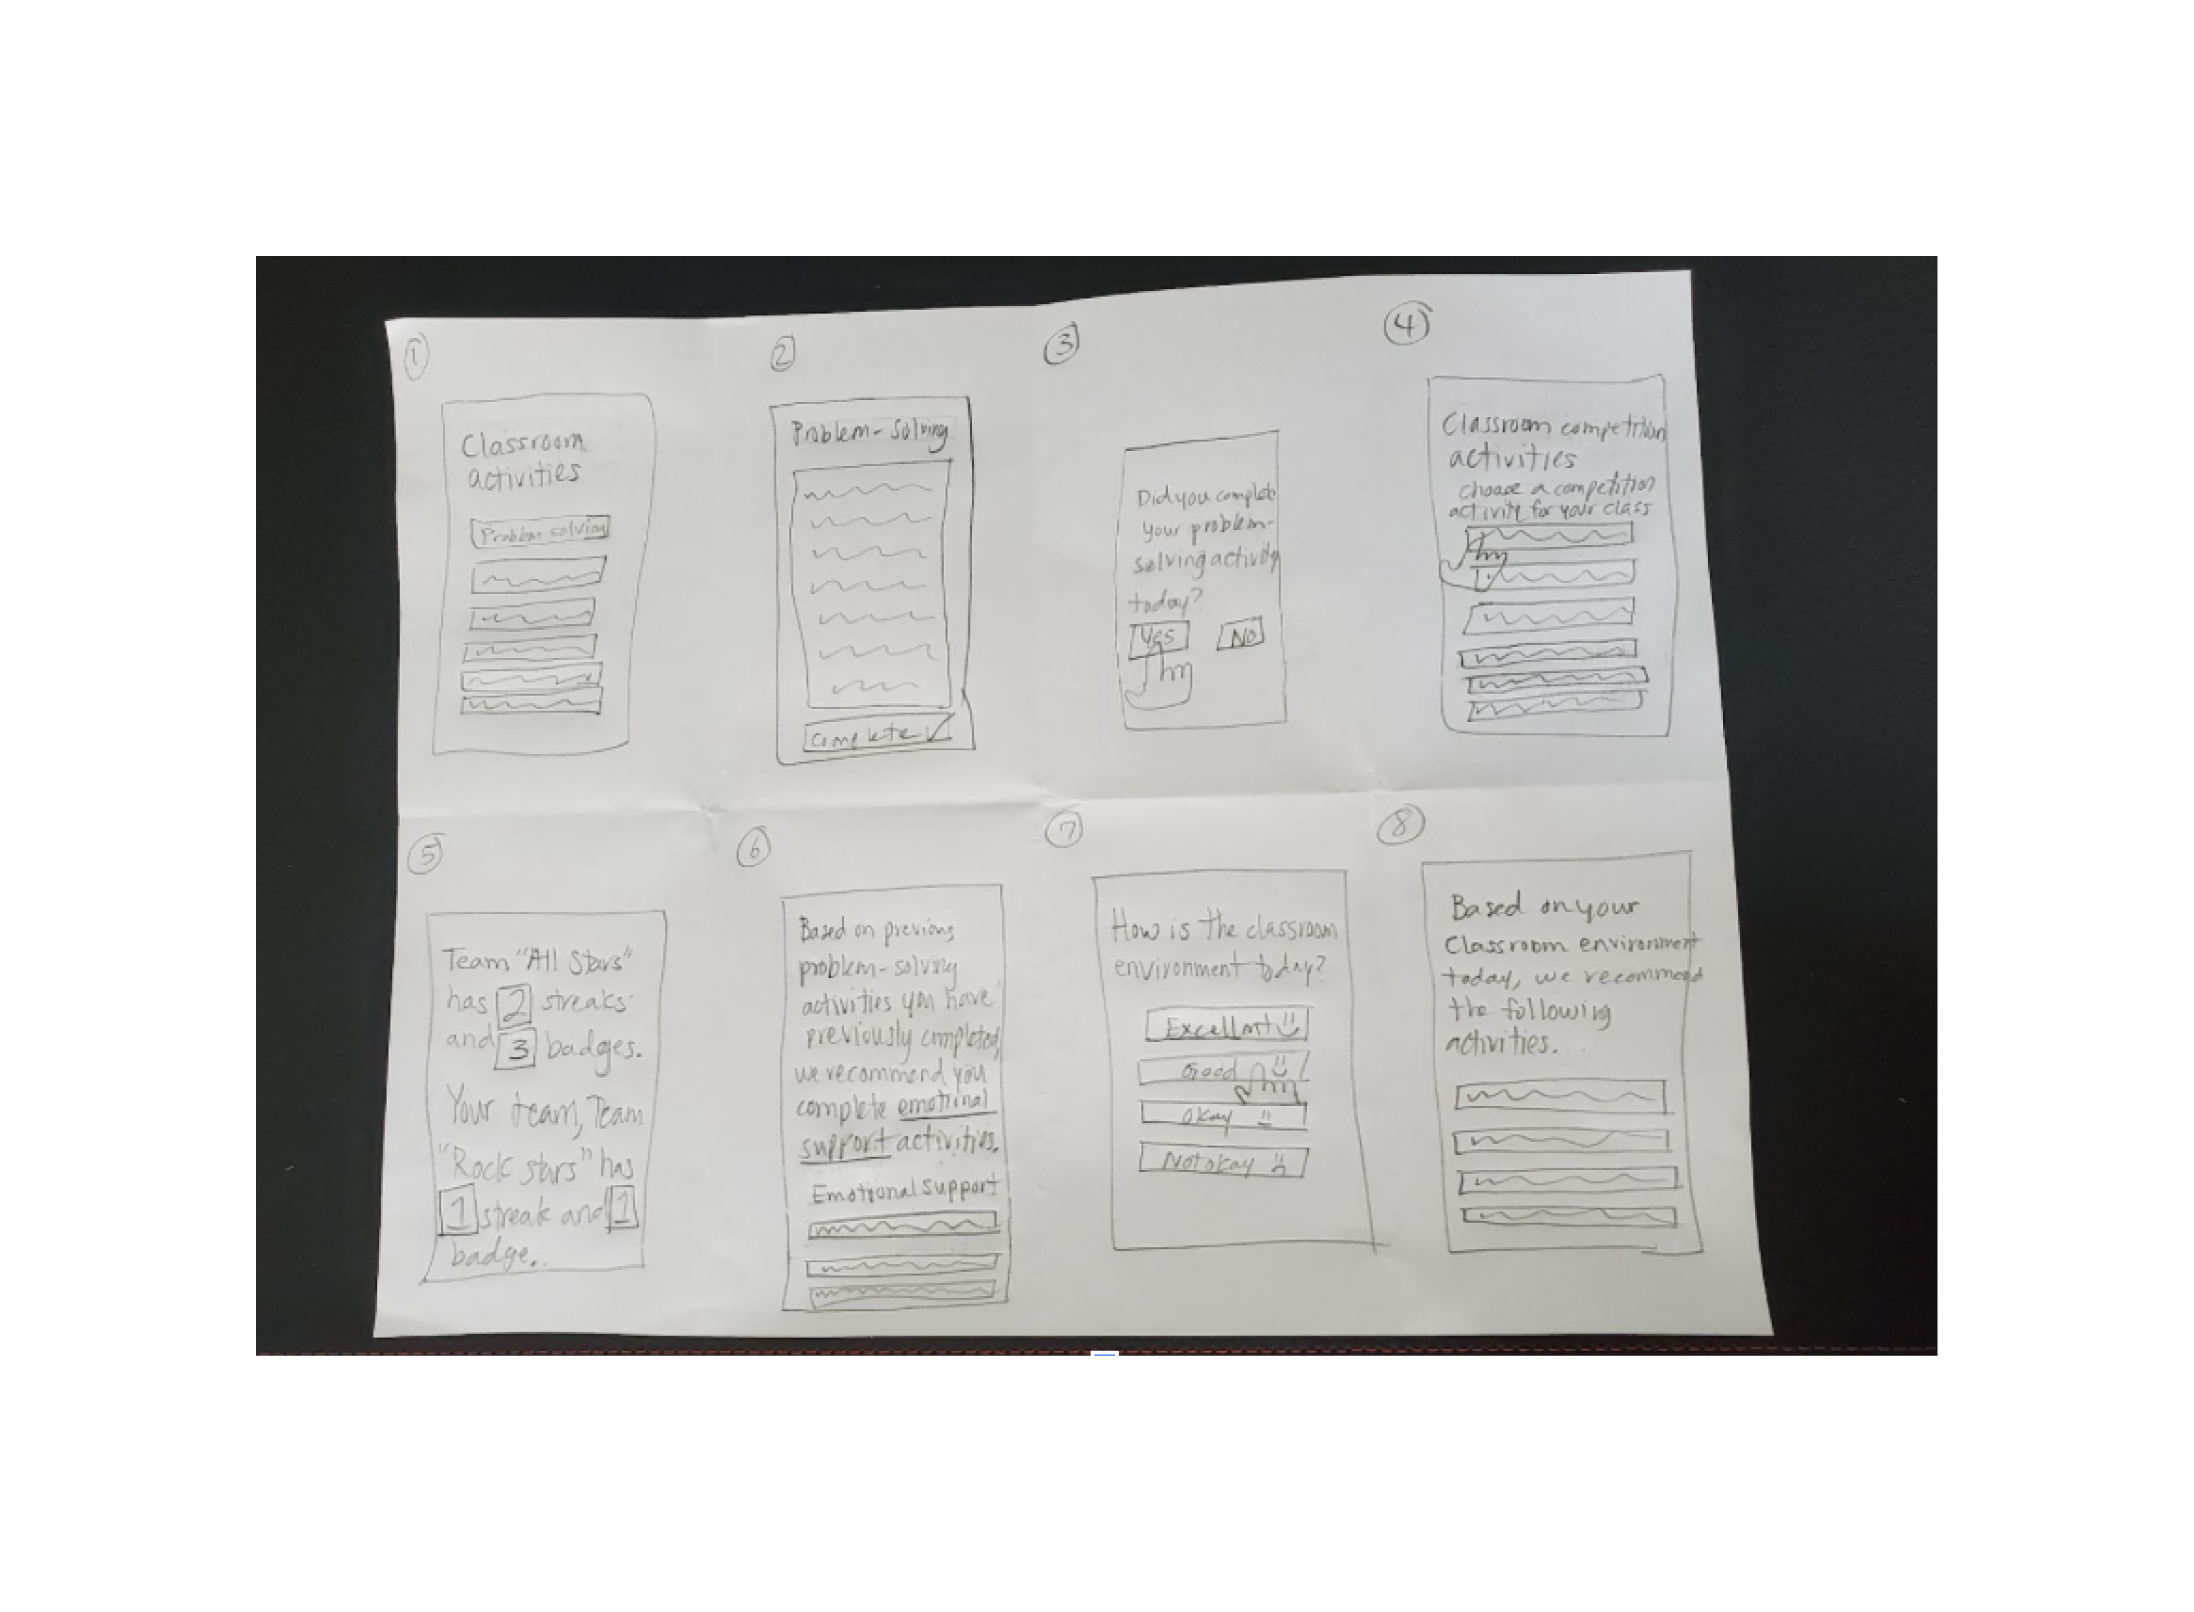 1
Classroom
activities
Problem solving
2
Problem-Solving
Complete ✓
3
Did you complete
your problem-
solving activity
today?
Yes No
4
Classroom competition
activities
choose a competition
activity for your class
5
Team "All Stars"
has 2 streaks
and 3 badges.
Your team, Team
"Rock stars" has
1 streak and 1
badge.
6
Based on previous
problem-solving
activities you have
previously completed,
we recommend you
complete emotional
support activities.
Emotional support
7
How is the classroom
environment today?
Excellent
Good
Okay
Not okay
8
Based on your
Classroom environment
today, we recommend
the following
activities.